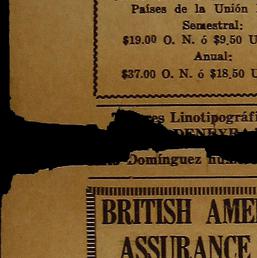 Países de la Unión
Semestral:
$19.00 O. N. ó $9,50 U
Anual:
$37.00 O. N. ó $18,50 U
res Linotipográfi
Domínguez
BRITISH AME
ASSURANCE